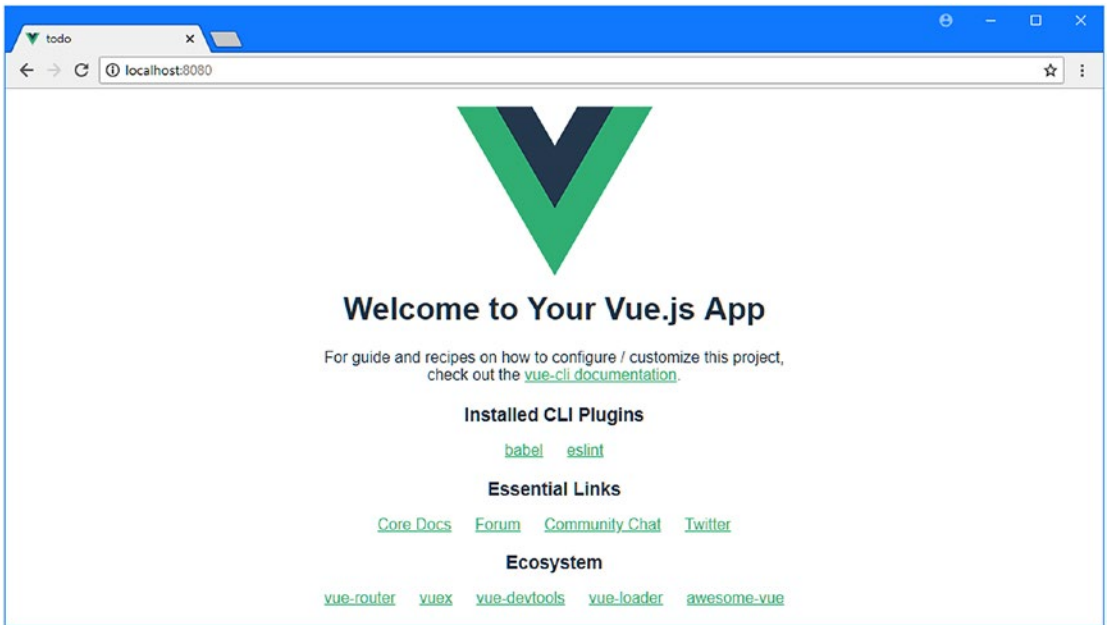 todo
localhost:8080
Welcome to Your Vue.js App
For guide and recipes on how to configure / customize this project,
check out the vue-cli documentation.
Installed CLI Plugins
babel eslint
Essential Links
Core Docs Forum Community Chat Twitter
Ecosystem
vue-router vuex vue-devtools vue-loader awesome-vue